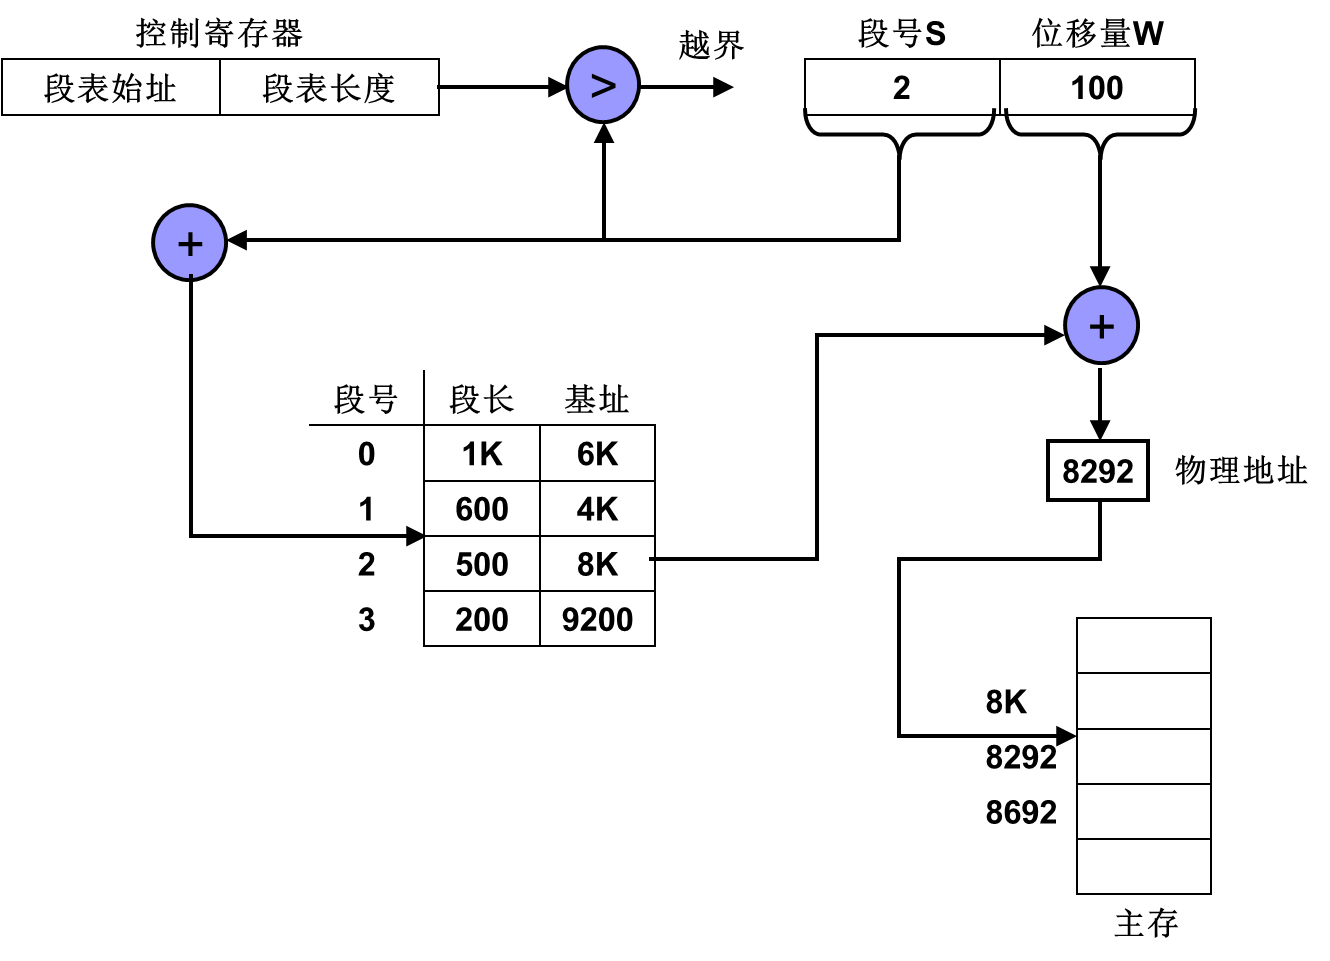 控制寄存器
段表始址 段表长度
>
越界
段号S 位移量W
2 100
+
+
段号 段长 基址
0 1K 6K
1 600 4K
2 500 8K
3 200 9200
8292 物理地址
8K
8292
8692
主存